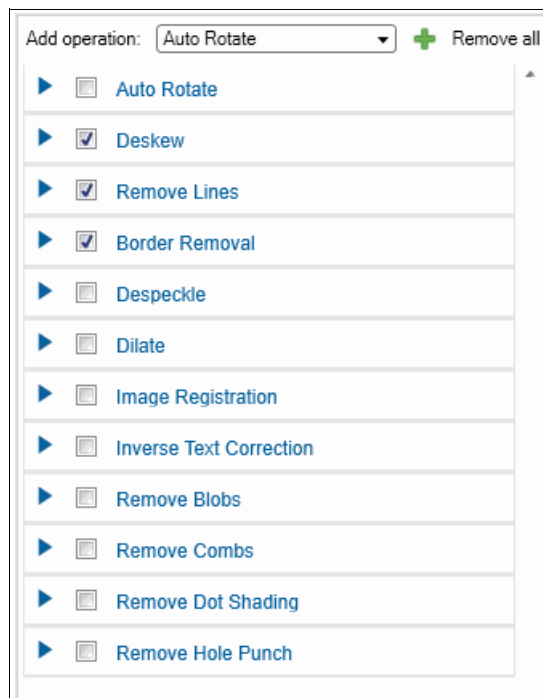 Add operation: Auto Rotate Remove all
Auto Rotate
Deskew
Remove Lines
Border Removal
Despeckle
Dilate
Image Registration
Inverse Text Correction
Remove Blobs
Remove Combs
Remove Dot Shading
Remove Hole Punch